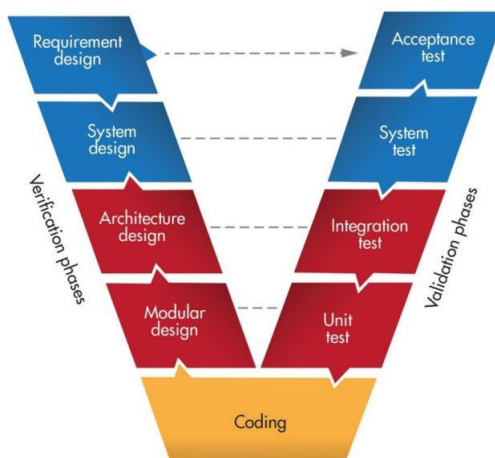 Requirement
design
Acceptance
test
System
design
System
test
Architecture
design
Integration
test
Modular
design
Unit
test
Coding
Verification phases
Validation phases